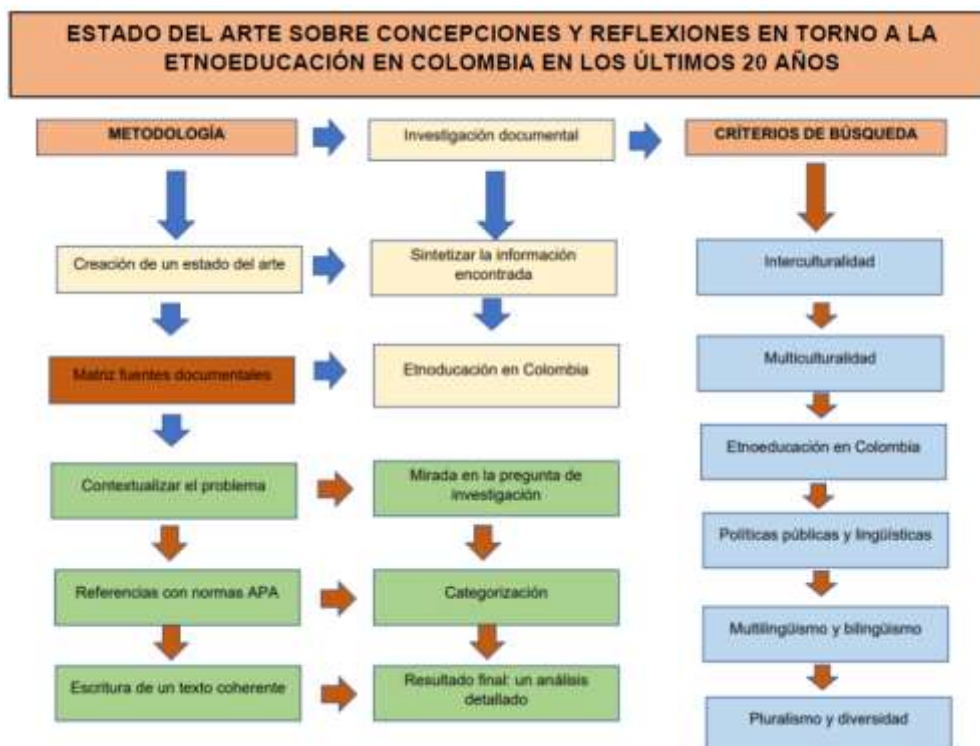 ESTADO DEL ARTE SOBRE CONCEPCIONES Y REFLEXIONES EN TORNO A LA
ETNOEDUCACIÓN EN COLOMBIA EN LOS ÚLTIMOS 20 AÑOS
METODOLOGÍA
Investigación documental
CRÍTERIOS DE BÚSQUEDA
Creación de un estado del arte
Sintetizar la información
encontrada
Interculturalidad
Matriz fuentes documentales
Etnoducación en Colombia
Multiculturalidad
Contextualizar el problema
Mirada en la pregunta de
investigación
Etnoeducación en Colombia
Políticas públicas y lingüísticas
Referencias con normas APA
Categorización
Multilingüismo y bilingüismo
Escritura de un texto coherente
Resultado final: un análisis
detallado
Pluralismo y diversidad